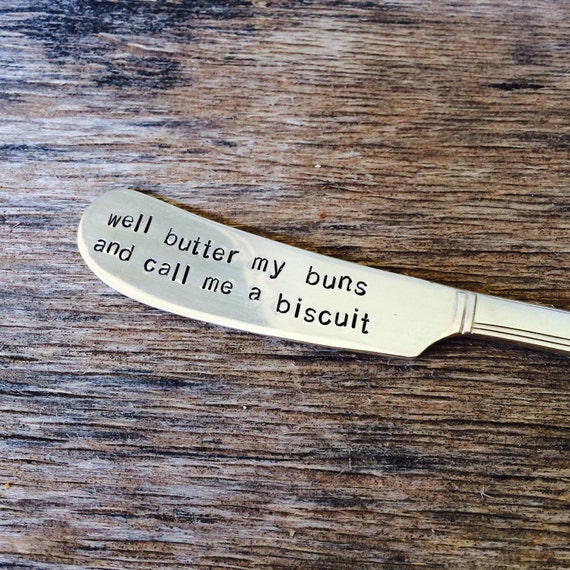 well butter my buns
and call me a biscuit